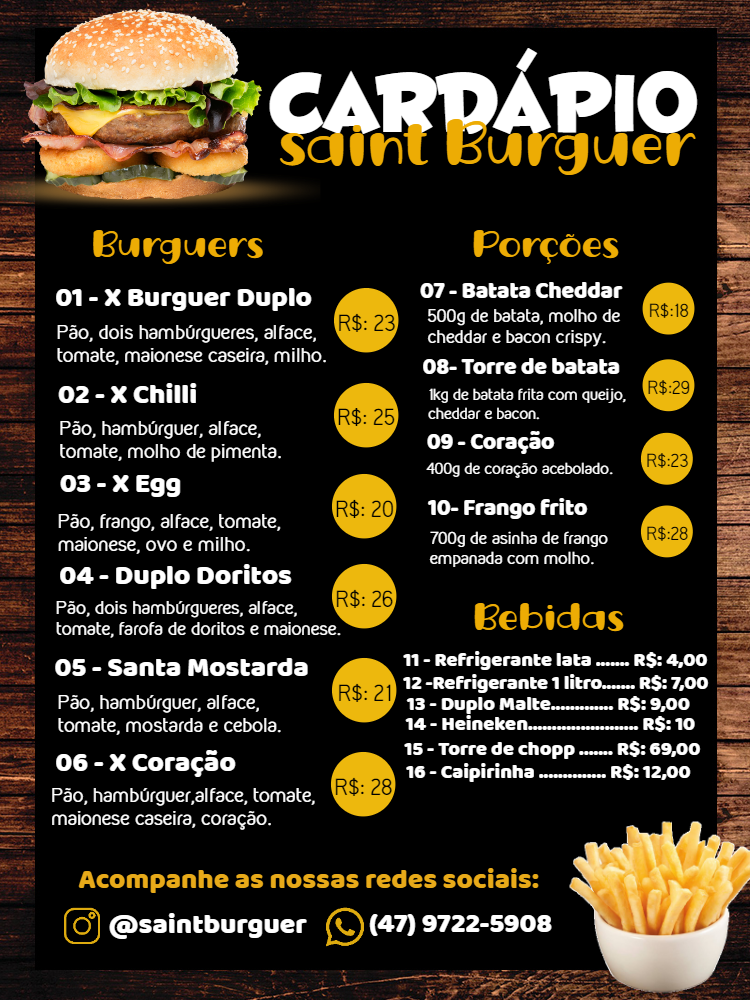 CARDÁPIO
saint Burguer
Burguers
01 - X Burguer Duplo
R$: 23
Pão, dois hambúrgueres, alface,
tomate, maionese caseira, milho.
02 - X Chilli
R$: 25
Pão, hambúrguer, alface,
tomate, molho de pimenta.
03 - X Egg
R$: 20
Pão, frango, alface, tomate,
maionese, ovo e milho.
04 - Duplo Doritos
R$: 26
Pão, dois hambúrgueres, alface,
tomate, farofa de doritos e maionese.
05 - Santa Mostarda
R$: 21
Pão, hambúrguer, alface,
tomate, mostarda e cebola.
06 - X Coração
R$: 28
Pão, hambúrguer,alface, tomate,
maionese caseira, coração.
Porções
07 - Batata Cheddar
R$:18
500g de batata, molho de
cheddar e bacon crispy.
08- Torre de batata
R$:29
1kg de batata frita com queijo,
cheddar e bacon.
09 - Coração
R$:23
400g de coração acebolado.
10- Frango frito
R$:28
700g de asinha de frango
empanada com molho.
Bebidas
11 - Refrigerante lata ....... R$: 4,00
12 -Refrigerante 1 litro....... R$: 7,00
13 - Duplo Malte............. R$: 9,00
14 - Heineken....................... R$: 10
15 - Torre de chopp ....... R$: 69,00
16 - Caipirinha .............. R$: 12,00
Acompanhe as nossas redes sociais:
@saintburguer (47) 9722-5908